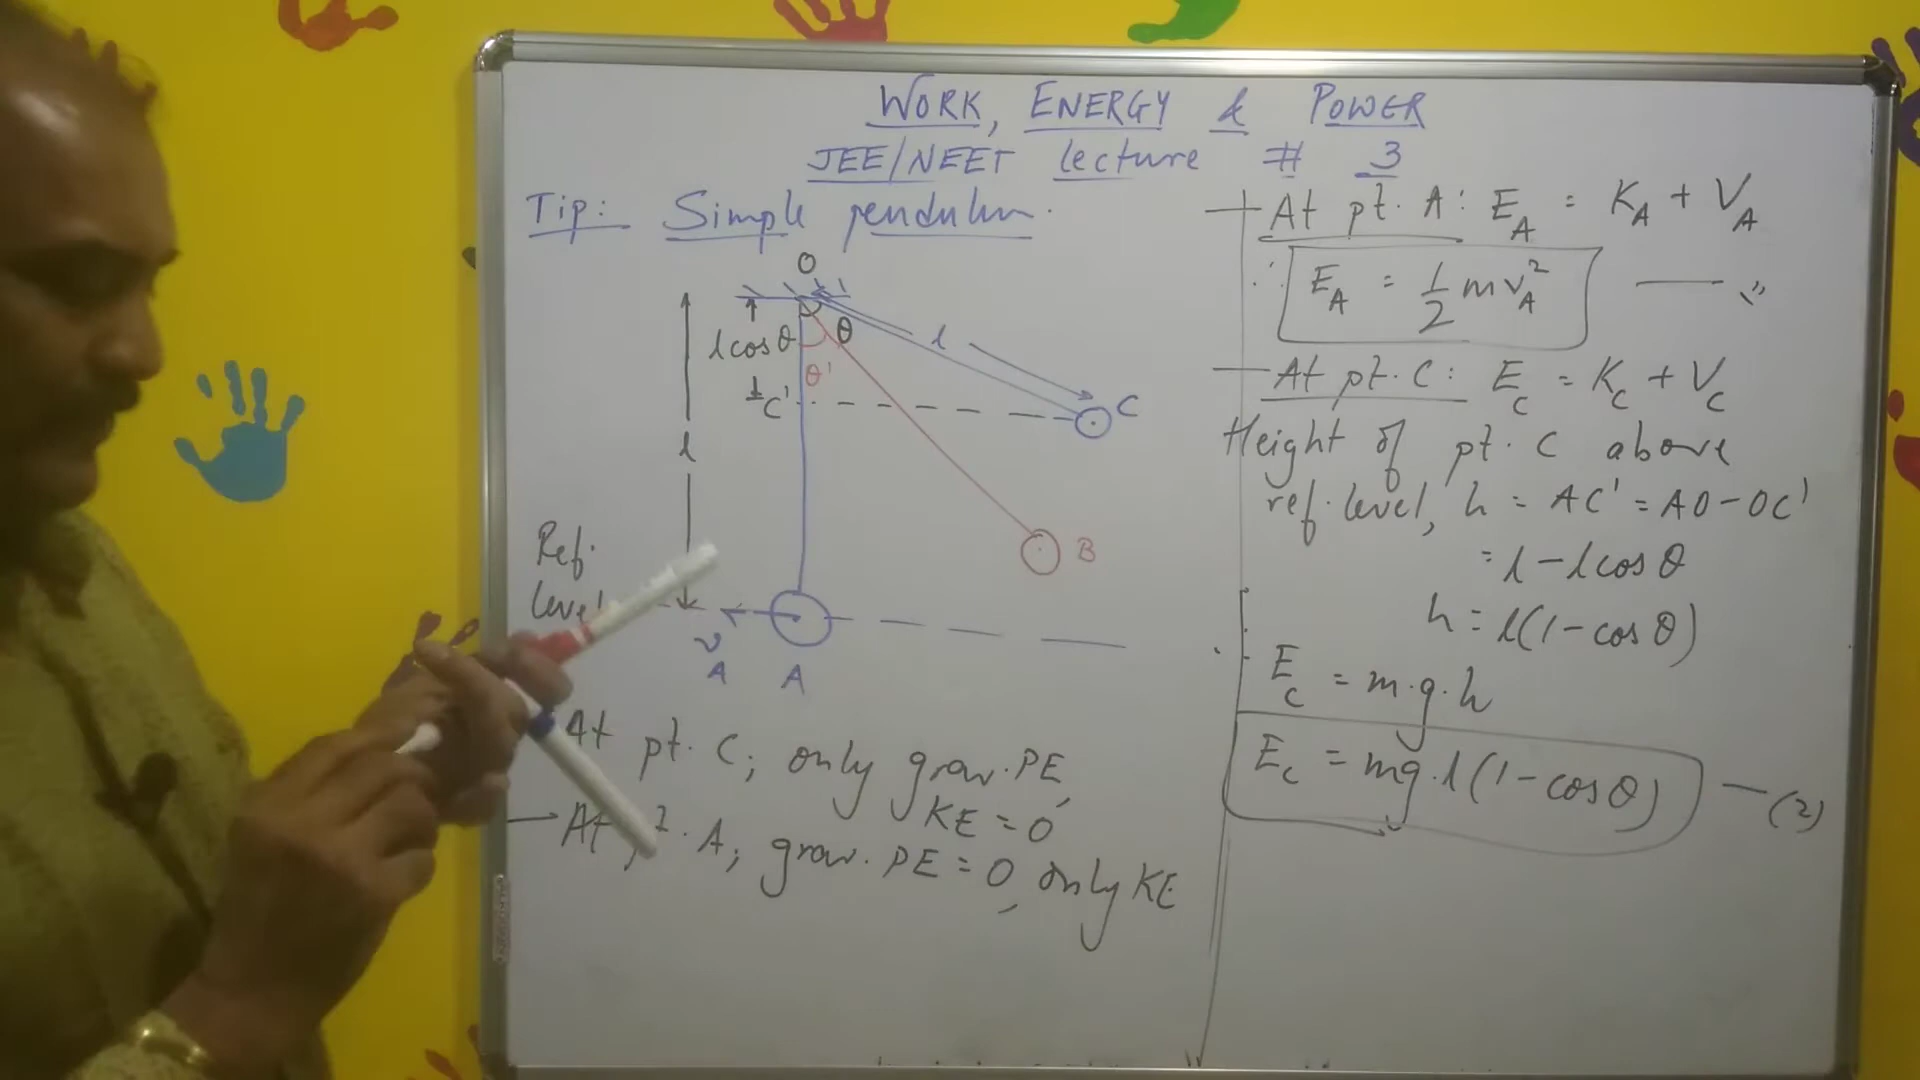 WORK, ENERGY & POWER
JEE/NEET Lecture # 3
Tip: Simple pendulum.
O
l cos θ
θ
θ'
l
C'
C
l
B
Ref.
level
v_A
A
At pt. C; only grav. PE,
KE = 0
At pt. A; grav. PE = 0, only KE
At pt. A: E_A = K_A + V_A
∴ E_A = 1/2 m v_A^2
At pt. C: E_C = K_C + V_C
Height of pt. C above
ref. level, h = AC' = AO - OC'
= l - l cos θ
h = l(1 - cos θ)
∴ E_C = m.g.h
E_C = mg.l(1 - cos θ) — (2)